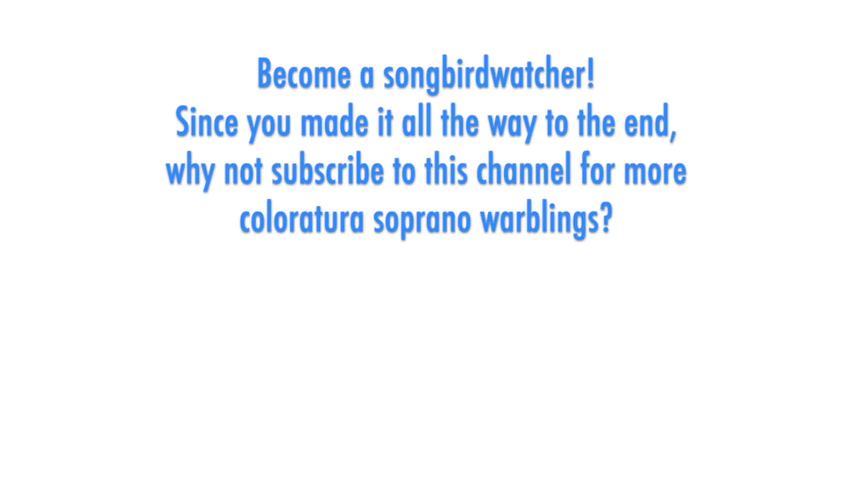 Become a songbirdwatcher!
Since you made it all the way to the end,
why not subscribe to this channel for more
coloratura soprano warblings?